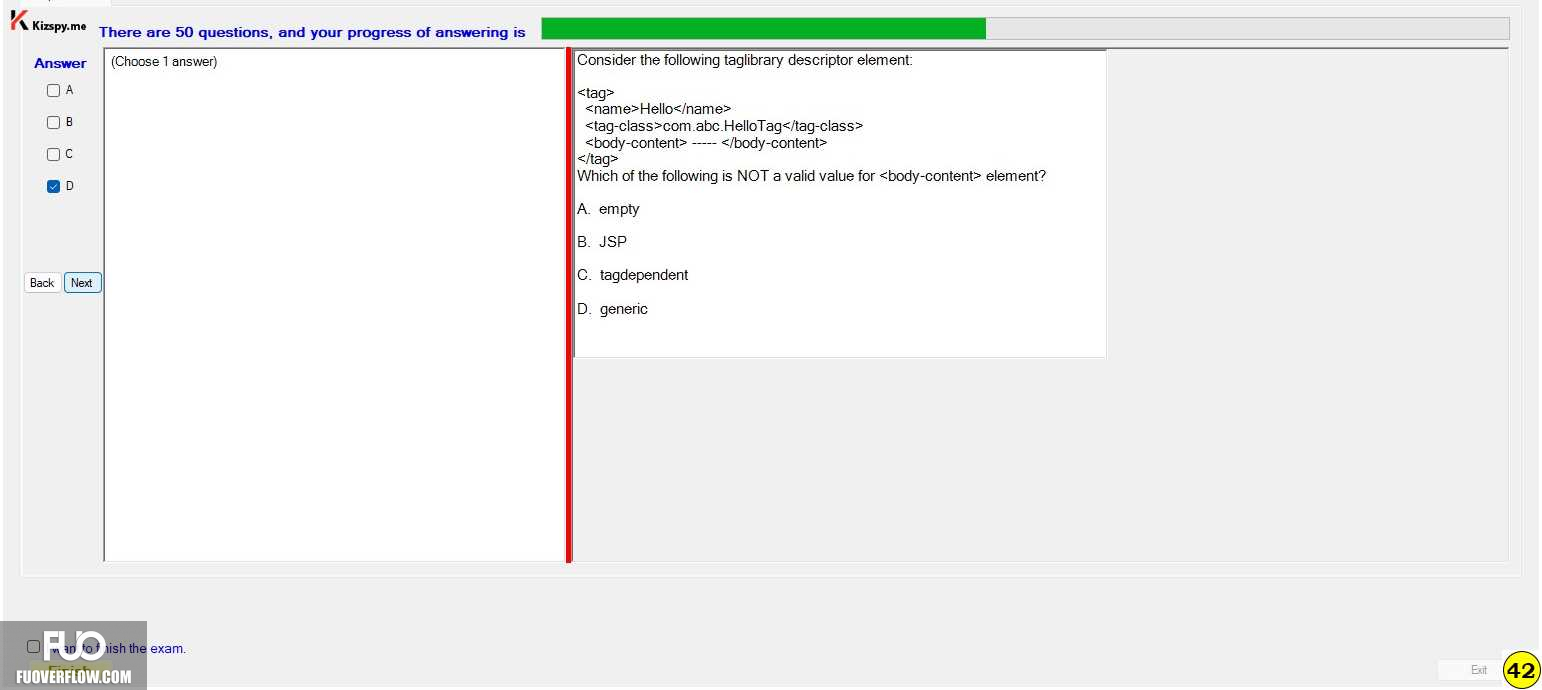 Kizspy.me
There are 50 questions, and your progress of answering is
Answer
(Choose 1 answer)
A
B
C
D
Back
Next
Consider the following taglibrary descriptor element:
<tag>
<name>Hello</name>
<tag-class>com.abc.HelloTag</tag-class>
<body-content> ----- </body-content>
</tag>
Which of the following is NOT a valid value for <body-content> element?
A. empty
B. JSP
C. tagdependent
D. generic
want to finish the exam.
Finish
FUO
FUOVERFLOW.COM
Exit
42